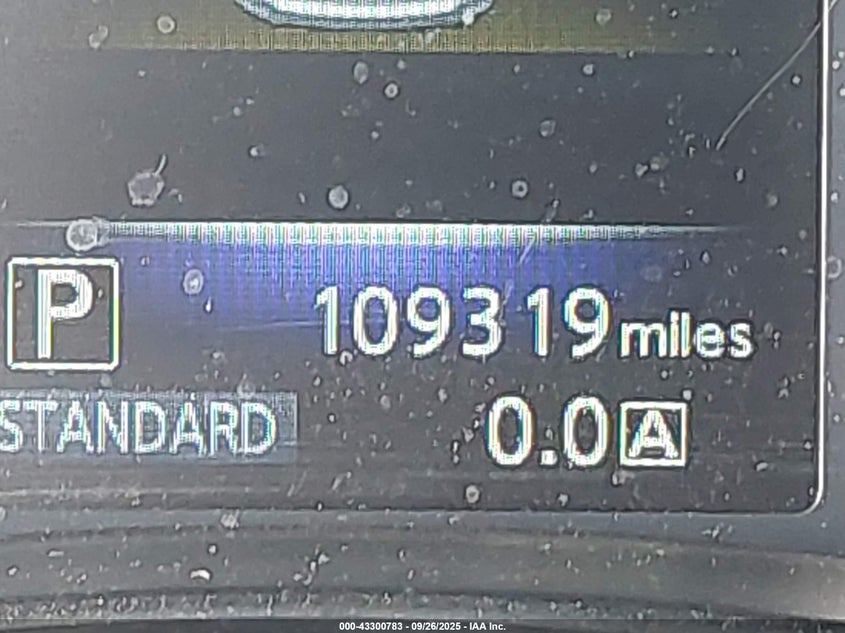 P
109319 miles
STANDARD
0.0 A
000-43300783 - 09/26/2025 - IAA Inc.